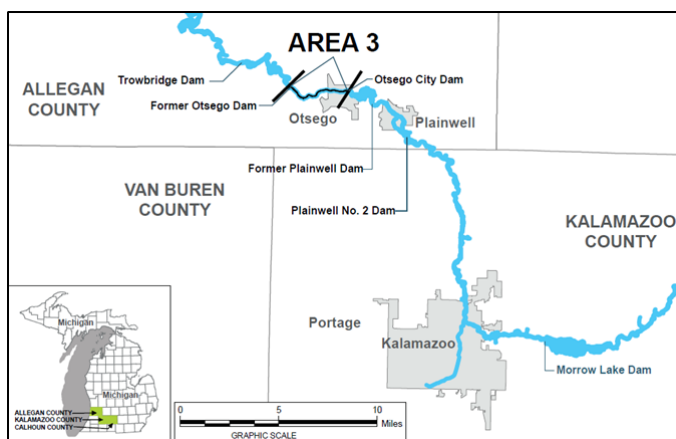 AREA 3
Trowbridge Dam
Otsego City Dam
ALLEGAN
COUNTY
Former Otsego Dam
Otsego
Plainwell
Former Plainwell Dam
VAN BUREN
COUNTY
Plainwell No. 2 Dam
KALAMAZOO
COUNTY
Portage
Kalamazoo
Morrow Lake Dam
Michigan
Michigan
ALLEGAN COUNTY
KALAMAZOO COUNTY
CALHOUN COUNTY
0 5 10
Miles
GRAPHIC SCALE